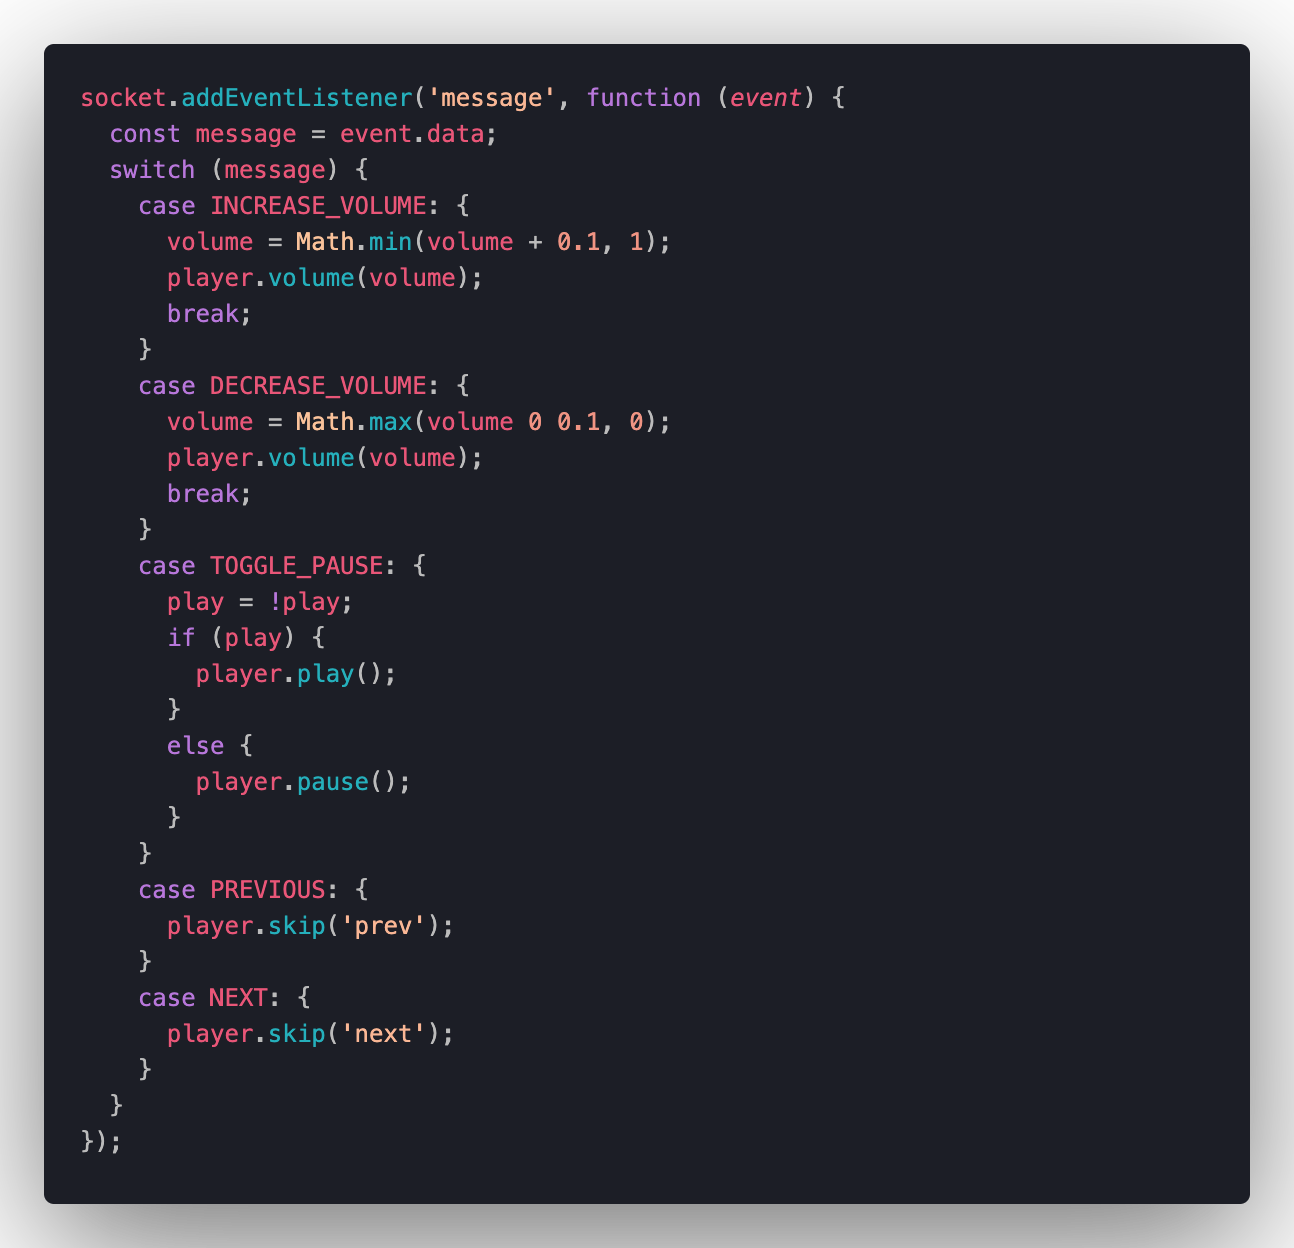 socket.addEventListener('message', function (event) {
  const message = event.data;
  switch (message) {
    case INCREASE_VOLUME: {
      volume = Math.min(volume + 0.1, 1);
      player.volume(volume);
      break;
    }
    case DECREASE_VOLUME: {
      volume = Math.max(volume 0 0.1, 0);
      player.volume(volume);
      break;
    }
    case TOGGLE_PAUSE: {
      play = !play;
      if (play) {
        player.play();
      }
      else {
        player.pause();
      }
    }
    case PREVIOUS: {
      player.skip('prev');
    }
    case NEXT: {
      player.skip('next');
    }
  }
});